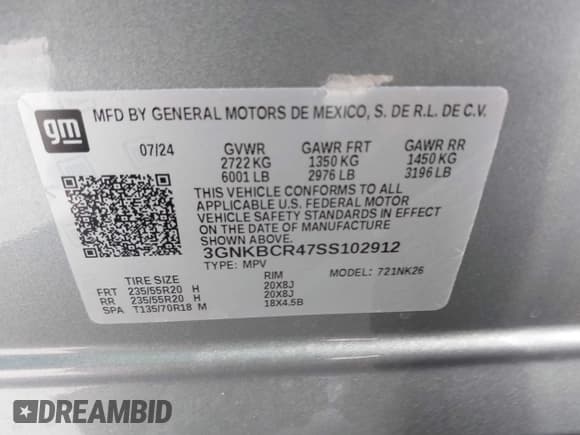 gm
MFD BY GENERAL MOTORS DE MEXICO, S. DE R.L. DE C.V.
07/24 GVWR GAWR FRT GAWR RR
2722 KG 1350 KG 1450 KG
6001 LB 2976 LB 3196 LB
THIS VEHICLE CONFORMS TO ALL
APPLICABLE U.S. FEDERAL MOTOR
VEHICLE SAFETY STANDARDS IN EFFECT
ON THE DATE OF MANUFACTURE
SHOWN ABOVE.
3GNKBCR47SS102912
TYPE: MPV MODEL: 721NK26
TIRE SIZE RIM
FRT 235/55R20 H 20X8J
RR 235/55R20 H 20X8J
SPA T135/70R18 M 18X4.5B
DREAMBID